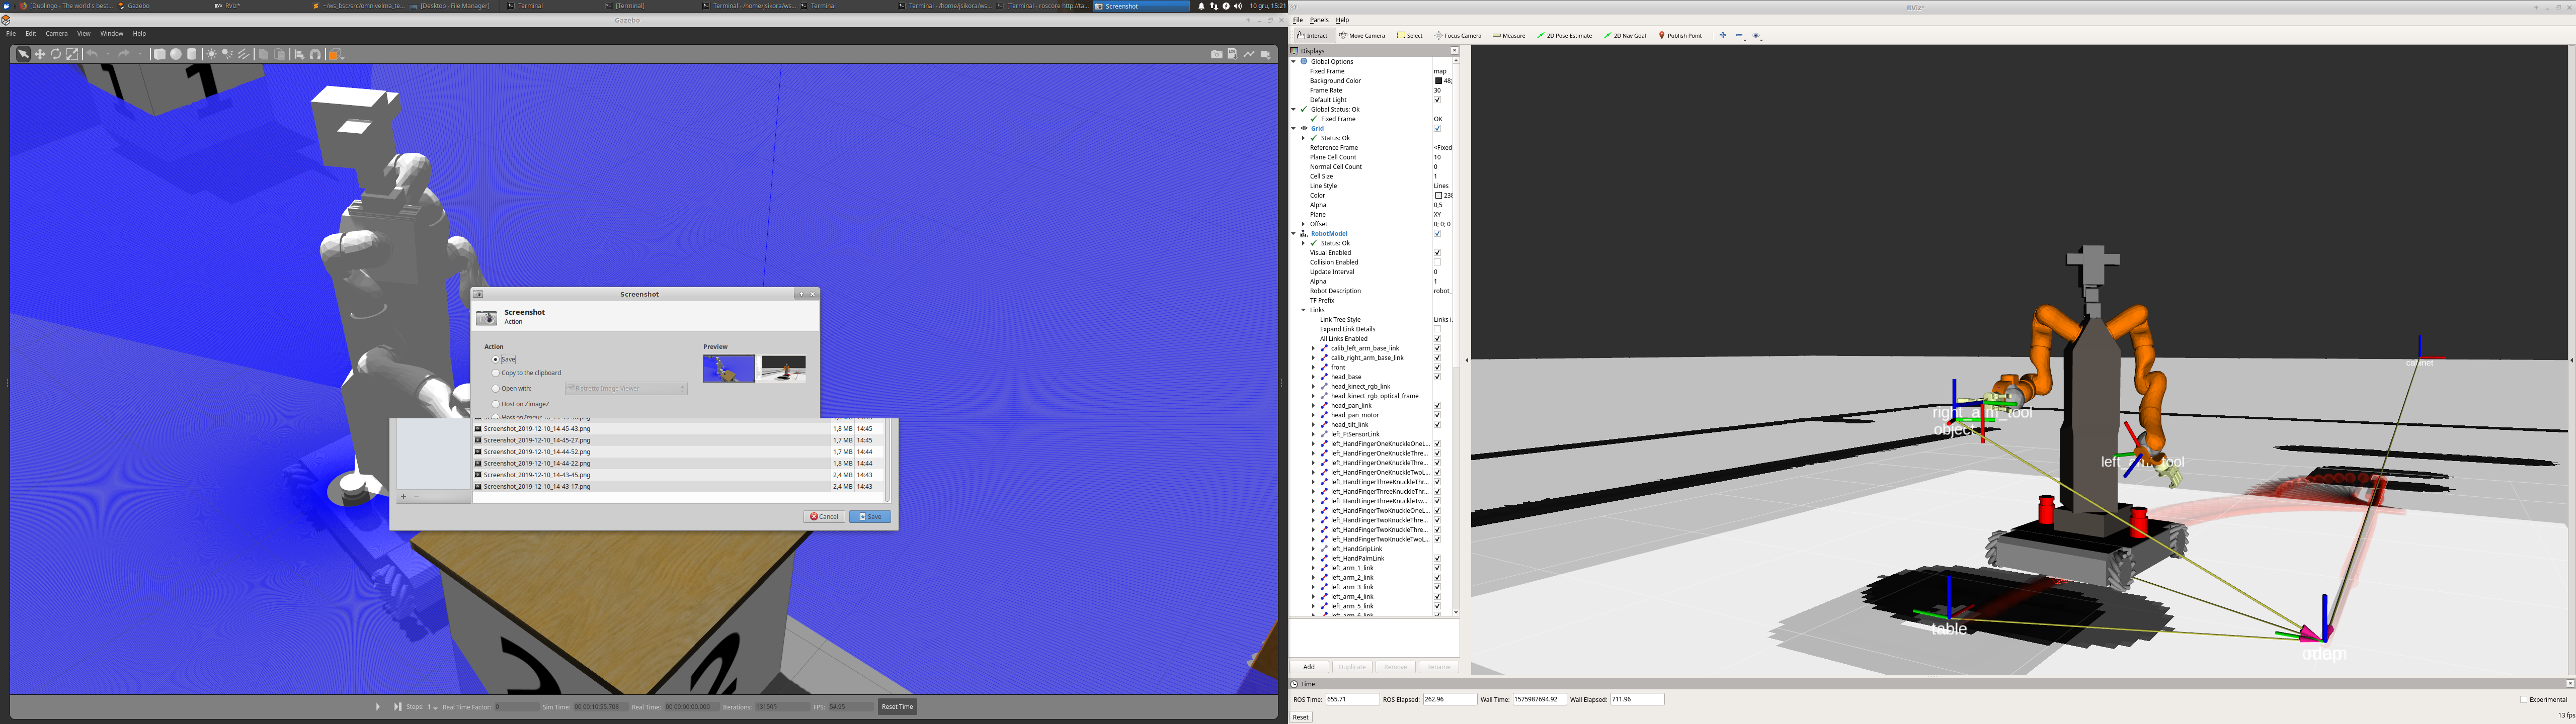 [Duolingo - The world's best...
Gazebo
RViz*
~/ws_bsc/src/omnivelma_te...
[Desktop - File Manager]
Terminal
[Terminal]
Terminal - /home/jsikora/ws...
Terminal
Terminal - /home/jsikora/ws...
[Terminal - roscore http://ta...
Screenshot
10 gru, 15:21
Gazebo
File Edit Camera View Window Help
1 1
Screenshot
Screenshot
Action
Action
Save
Copy to the clipboard
Open with:
Ristretto Image Viewer
Host on ZimageZ
Preview
Screenshot_2019-12-10_14-45-43.png 1,8 MB 14:45
Screenshot_2019-12-10_14-45-27.png 1,7 MB 14:45
Screenshot_2019-12-10_14-44-52.png 1,7 MB 14:44
Screenshot_2019-12-10_14-44-22.png 1,8 MB 14:44
Screenshot_2019-12-10_14-43-45.png 2,4 MB 14:43
Screenshot_2019-12-10_14-43-17.png 2,4 MB 14:43
Cancel Save
2
Steps: 1 Real Time Factor: 0 Sim Time: 00 00:10:55.708 Real Time: 00 00:00:00.000 Iterations: 131595 FPS: 54.95 Reset Time
RViz*
File Panels Help
Interact Move Camera Select Focus Camera Measure 2D Pose Estimate 2D Nav Goal Publish Point
Displays
Global Options
Fixed Frame map
Background Color 48;
Frame Rate 30
Default Light
Global Status: Ok
Fixed Frame OK
Grid
Status: Ok
Reference Frame <Fixed
Plane Cell Count 10
Normal Cell Count 0
Cell Size 1
Line Style Lines
Color 238
Alpha 0,5
Plane XY
Offset 0; 0; 0
RobotModel
Status: Ok
Visual Enabled
Collision Enabled
Update Interval 0
Alpha 1
Robot Description robot_
TF Prefix
Links
Link Tree Style Links i
Expand Link Details
All Links Enabled
calib_left_arm_base_link
calib_right_arm_base_link
front
head_base
head_kinect_rgb_link
head_kinect_rgb_optical_frame
head_pan_link
head_pan_motor
head_tilt_link
left_FtSensorLink
left_HandFingerOneKnuckleOneL...
left_HandFingerOneKnuckleThre...
left_HandFingerOneKnuckleThre...
left_HandFingerOneKnuckleTwoL...
left_HandFingerThreeKnuckleThr...
left_HandFingerThreeKnuckleThr...
left_HandFingerThreeKnuckleTw...
left_HandFingerTwoKnuckleOneL...
left_HandFingerTwoKnuckleThre...
left_HandFingerTwoKnuckleThre...
left_HandFingerTwoKnuckleTwoL...
left_HandGripLink
left_HandPalmLink
left_arm_1_link
left_arm_2_link
left_arm_3_link
left_arm_4_link
left_arm_5_link
Add Duplicate Remove Rename
right_arm_tool
object
left_arm_tool
cabinet
table
Time
ROS Time: 655.71 ROS Elapsed: 262.96 Wall Time: 1575987694.92 Wall Elapsed: 711.96 Experimental
Reset
13 fps